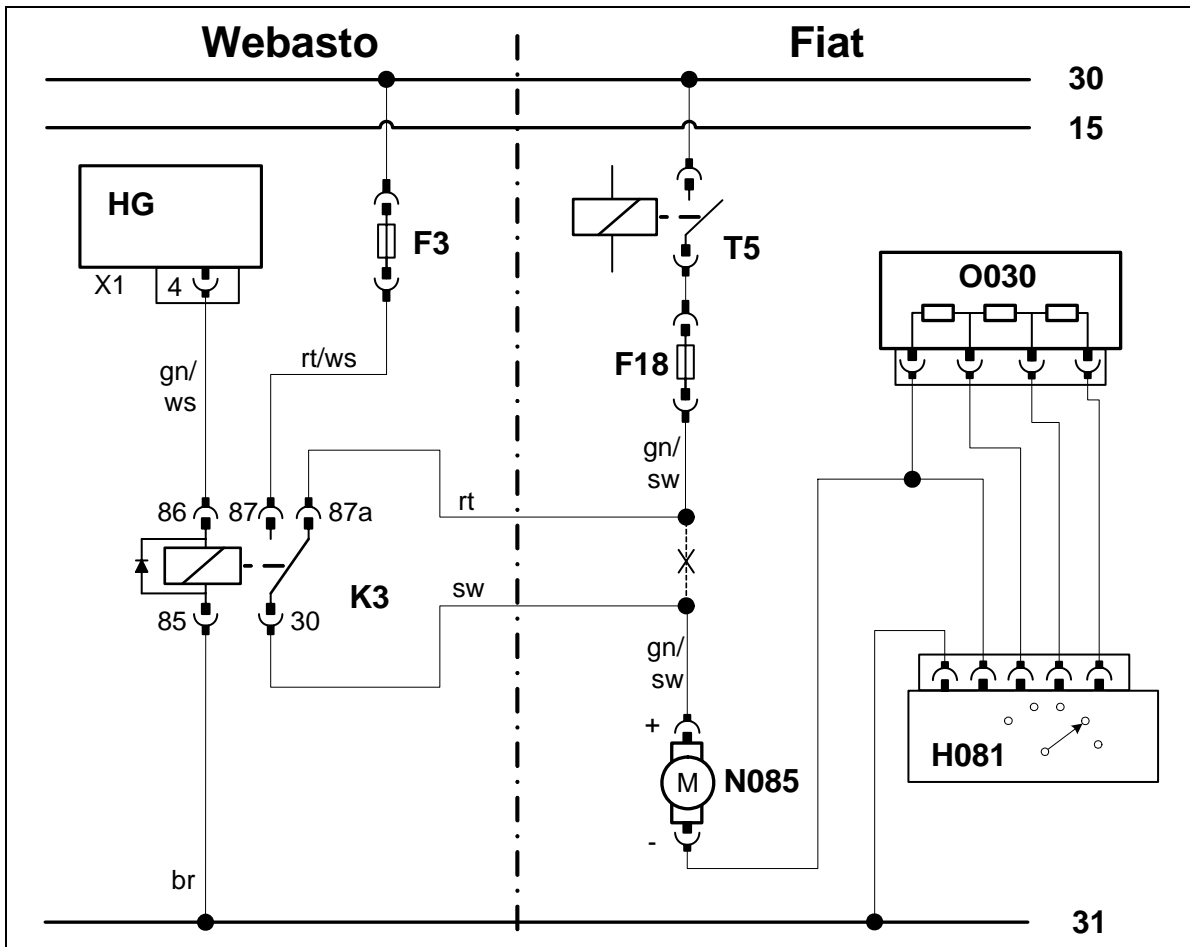 Webasto
Fiat
30
15
HG
X1
4
F3
T5
O030
rt/ws
F18
gn/
ws
gn/
sw
86
87
87a
rt
K3
sw
85
30
gn/
sw
+
M
N085
H081
-
br
31